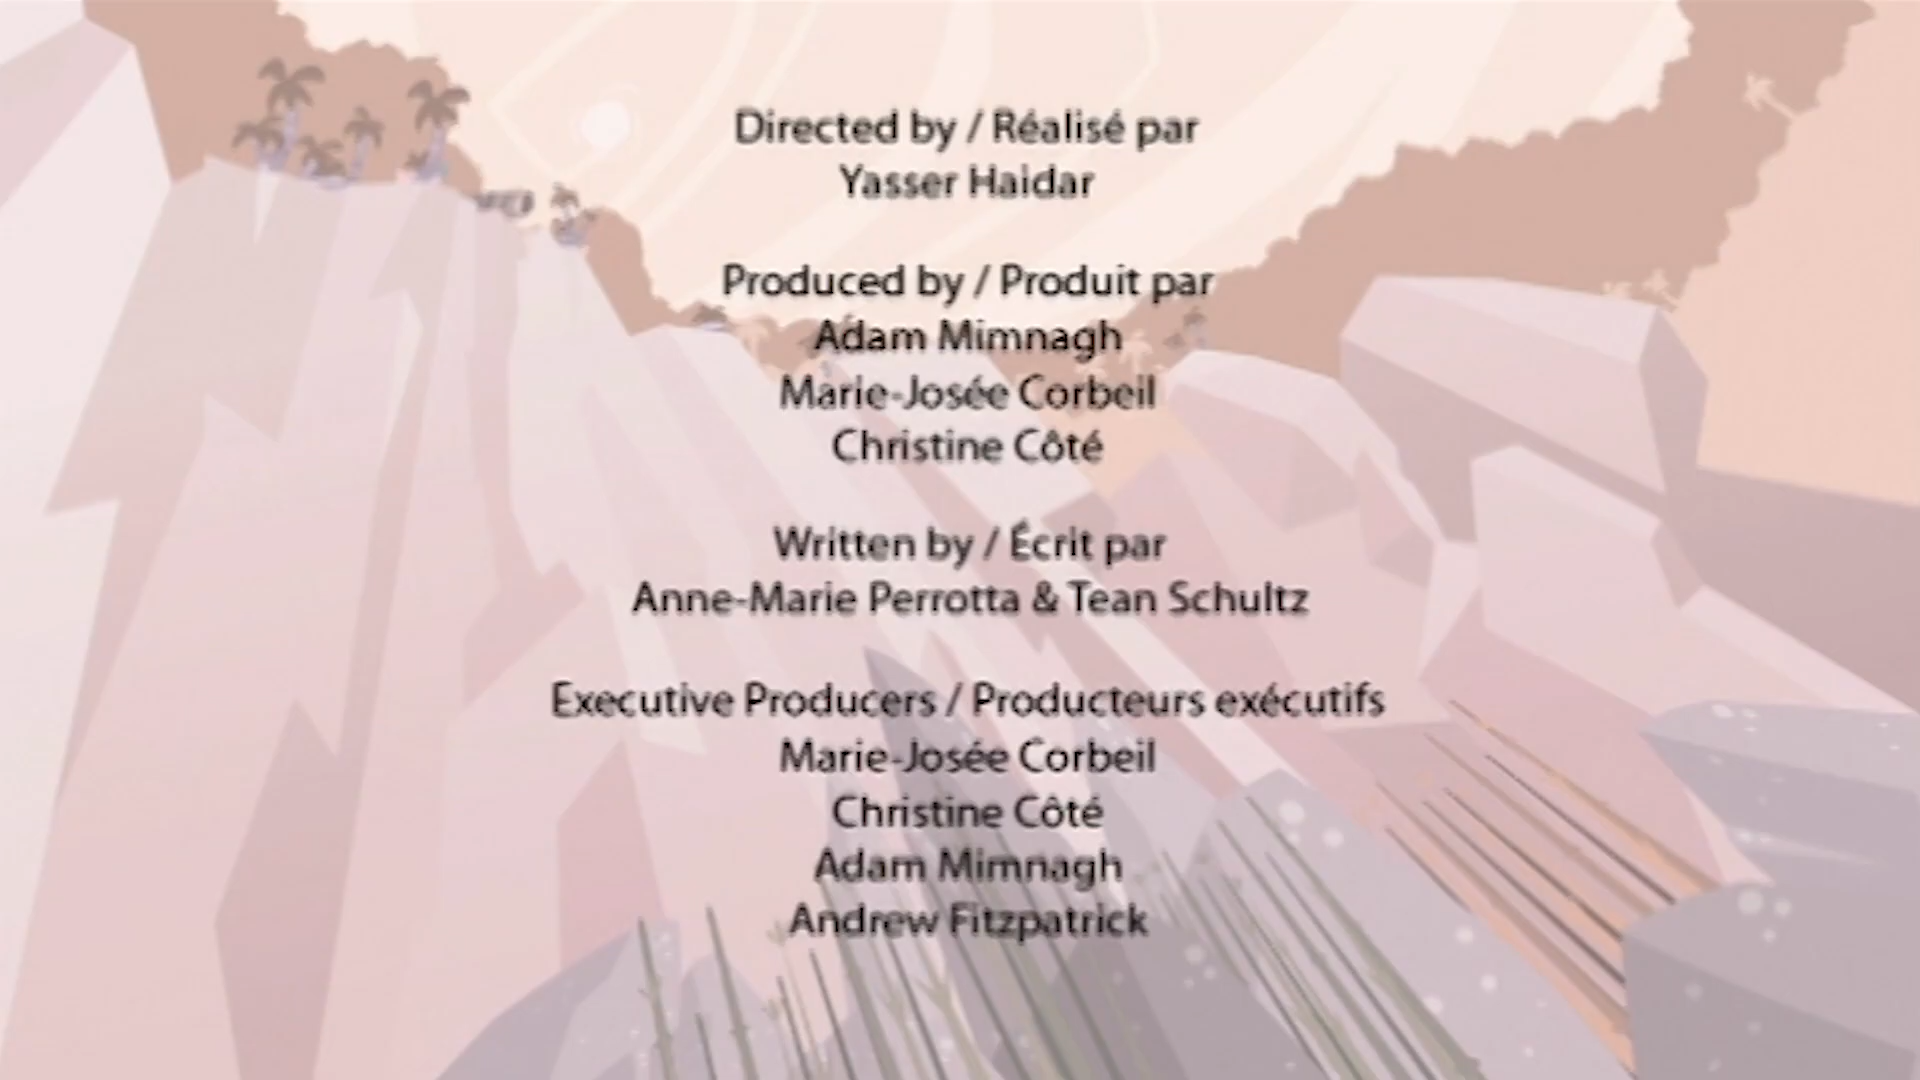 Directed by / Réalisé par
Yasser Haidar
Produced by / Produit par
Adam Mimnagh
Marie-Josée Corbeil
Christine Côté
Written by / Écrit par
Anne-Marie Perrotta & Tean Schultz
Executive Producers / Producteurs exécutifs
Marie-Josée Corbeil
Christine Côté
Adam Mimnagh
Andrew Fitzpatrick